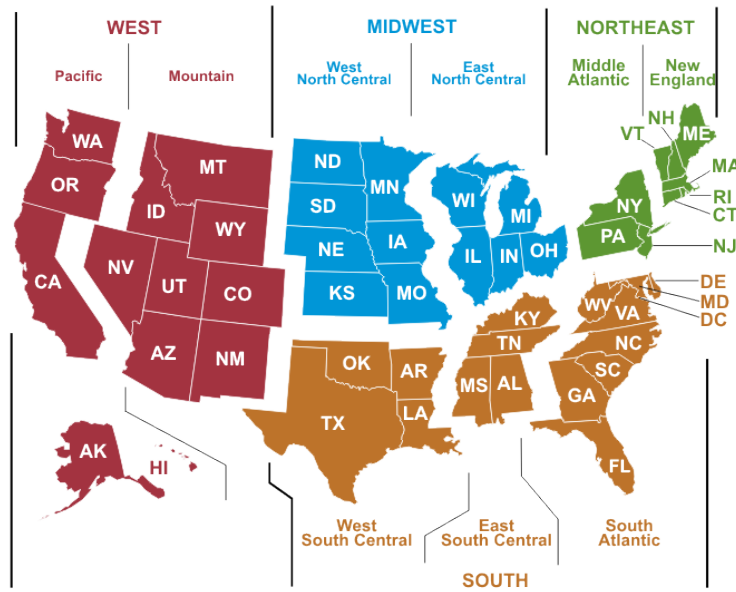 WEST
MIDWEST
NORTHEAST
Pacific
Mountain
West
North Central
East
North Central
Middle
Atlantic
New
England
WA
OR
CA
MT
ID
WY
NV
UT
CO
AZ
NM
AK
HI
ND
SD
NE
KS
MN
IA
MO
WI
MI
IL
IN
OH
NH
VT
ME
MA
RI
CT
NY
PA
NJ
DE
MD
DC
WV
VA
NC
SC
GA
FL
KY
TN
MS
AL
OK
AR
TX
LA
West
South Central
East
South Central
South
Atlantic
SOUTH